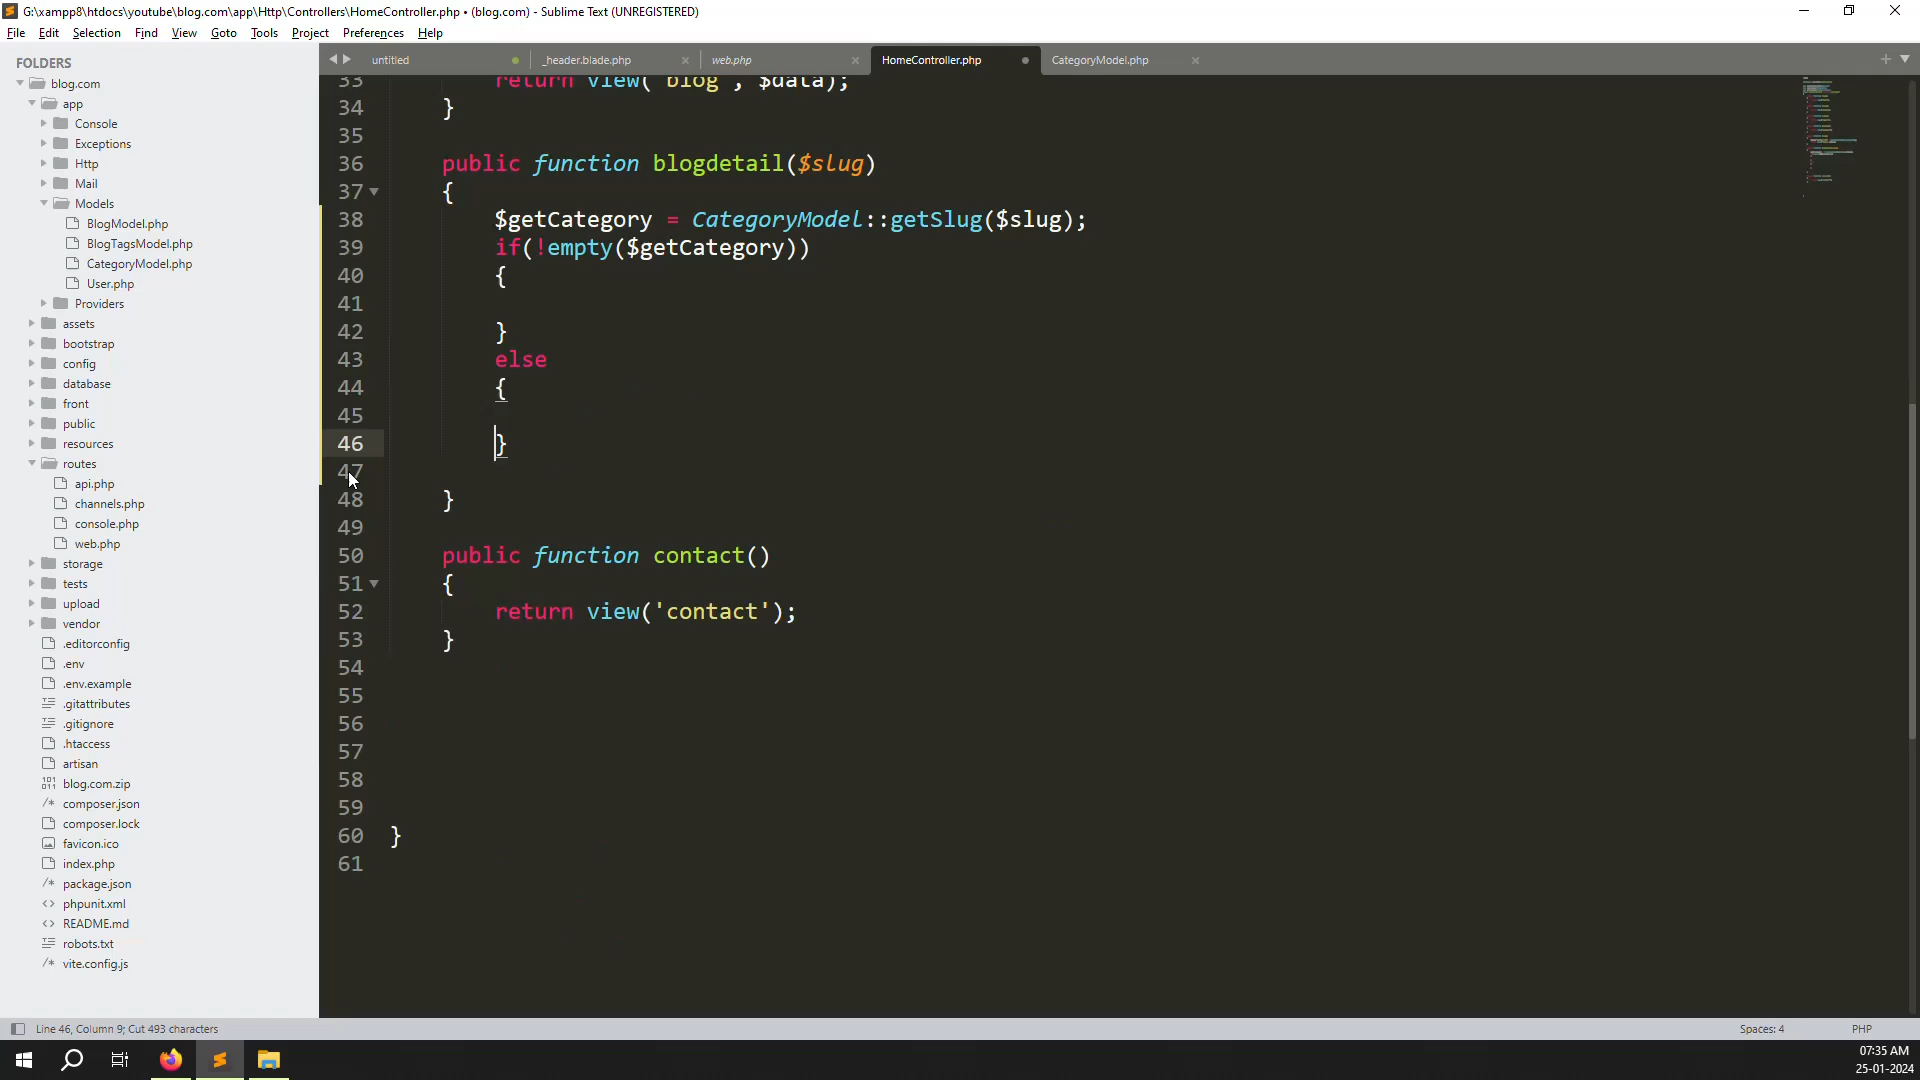 G:\xampp8\htdocs\youtube\blog.com\app\Http\Controllers\HomeController.php • (blog.com) - Sublime Text (UNREGISTERED)
File Edit Selection Find View Goto Tools Project Preferences Help
FOLDERS
blog.com
app
Console
Exceptions
Http
Mail
Models
BlogModel.php
BlogTagsModel.php
CategoryModel.php
User.php
Providers
assets
bootstrap
config
database
front
public
resources
routes
api.php
channels.php
console.php
web.php
storage
tests
upload
vendor
.editorconfig
.env
.env.example
.gitattributes
.gitignore
.htaccess
artisan
blog.com.zip
composer.json
composer.lock
favicon.ico
index.php
package.json
phpunit.xml
README.md
robots.txt
vite.config.js
untitled _header.blade.php web.php HomeController.php CategoryModel.php
33 return view('blog', $data);
34 }
35
36 public function blogdetail($slug)
37 {
38 $getCategory = CategoryModel::getSlug($slug);
39 if(!empty($getCategory))
40 {
41
42 }
43 else
44 {
45
46 }
47
48 }
49
50 public function contact()
51 {
52 return view('contact');
53 }
54
55
56
57
58
59
60 }
61
Line 46, Column 9; Cut 493 characters
Spaces: 4 PHP
07:35 AM
25-01-2024